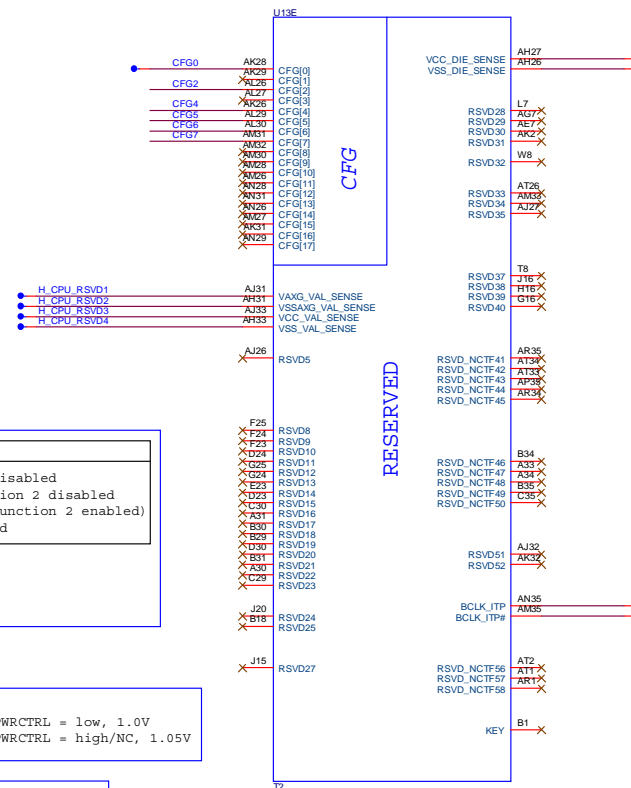 U13E
CFG0 AK28 CFG[0]
AK29 CFG[1]
CFG2 AL26 CFG[2]
AL27 CFG[3]
CFG4 AK26 CFG[4]
CFG5 AL29 CFG[5]
CFG6 AL30 CFG[6]
CFG7 AM31 CFG[7]
AM32 CFG[8]
AM30 CFG[9]
AM28 CFG[10]
AM26 CFG[11]
AN28 CFG[12]
AN31 CFG[13]
AN26 CFG[14]
AM27 CFG[15]
AK31 CFG[16]
AN29 CFG[17]
CFG
H_CPU_RSVD1 AJ31 VAXG_VAL_SENSE
H_CPU_RSVD2 AH31 VSSAXG_VAL_SENSE
H_CPU_RSVD3 AJ33 VCC_VAL_SENSE
H_CPU_RSVD4 AH33 VSS_VAL_SENSE
AJ26 RSVD5
F25 RSVD8
F24 RSVD9
F23 RSVD10
D24 RSVD11
G25 RSVD12
G24 RSVD13
E23 RSVD14
D23 RSVD15
C30 RSVD16
A31 RSVD17
B30 RSVD18
B29 RSVD19
D30 RSVD20
B31 RSVD21
A30 RSVD22
C29 RSVD23
J20 RSVD24
B18 RSVD25
J15 RSVD27
RESERVED
VCC_DIE_SENSE AH27
VSS_DIE_SENSE AH26
RSVD28 L7
RSVD29 AG7
RSVD30 AE7
RSVD31 AK2
RSVD32 W8
RSVD33 AT26
RSVD34 AM33
RSVD35 AJ27
RSVD37 T8
RSVD38 J16
RSVD39 H16
RSVD40 G16
RSVD_NCTF41 AR35
RSVD_NCTF42 AT34
RSVD_NCTF43 AT33
RSVD_NCTF44 AP35
RSVD_NCTF45 AR34
RSVD_NCTF46 B34
RSVD_NCTF47 A33
RSVD_NCTF48 A34
RSVD_NCTF49 B35
RSVD_NCTF50 C35
RSVD51 AJ32
RSVD52 AK32
BCLK_ITP AN35
BCLK_ITP# AM35
RSVD_NCTF56 AT2
RSVD_NCTF57 AT1
RSVD_NCTF58 AR1
KEY B1
isabled
ion 2 disabled
unction 2 enabled)
d
PWRCTRL = low, 1.0V
PWRCTRL = high/NC, 1.05V